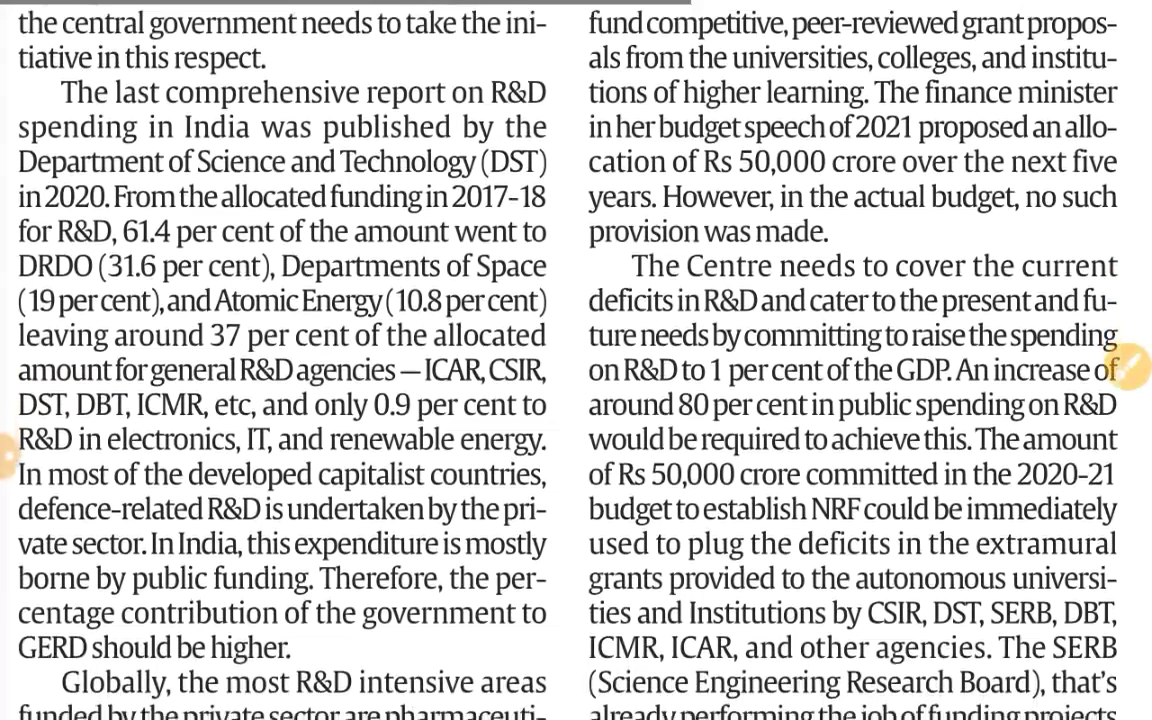 the central government needs to take the ini-
tiative in this respect.
The last comprehensive report on R&D
spending in India was published by the
Department of Science and Technology (DST)
in 2020. From the allocated funding in 2017-18
for R&D, 61.4 per cent of the amount went to
DRDO (31.6 per cent), Departments of Space
(19 per cent), and Atomic Energy (10.8 per cent)
leaving around 37 per cent of the allocated
amount for general R&D agencies — ICAR, CSIR,
DST, DBT, ICMR, etc, and only 0.9 per cent to
R&D in electronics, IT, and renewable energy.
In most of the developed capitalist countries,
defence-related R&D is undertaken by the pri-
vate sector. In India, this expenditure is mostly
borne by public funding. Therefore, the per-
centage contribution of the government to
GERD should be higher.
Globally, the most R&D intensive areas
funded by the private sector are pharmaceuti-
fund competitive, peer-reviewed grant propos-
als from the universities, colleges, and institu-
tions of higher learning. The finance minister
in her budget speech of 2021 proposed an allo-
cation of Rs 50,000 crore over the next five
years. However, in the actual budget, no such
provision was made.
The Centre needs to cover the current
deficits in R&D and cater to the present and fu-
ture needs by committing to raise the spending
on R&D to 1 per cent of the GDP. An increase of
around 80 per cent in public spending on R&D
would be required to achieve this. The amount
of Rs 50,000 crore committed in the 2020-21
budget to establish NRF could be immediately
used to plug the deficits in the extramural
grants provided to the autonomous universi-
ties and Institutions by CSIR, DST, SERB, DBT,
ICMR, ICAR, and other agencies. The SERB
(Science Engineering Research Board), that's
already performing the job of funding projects